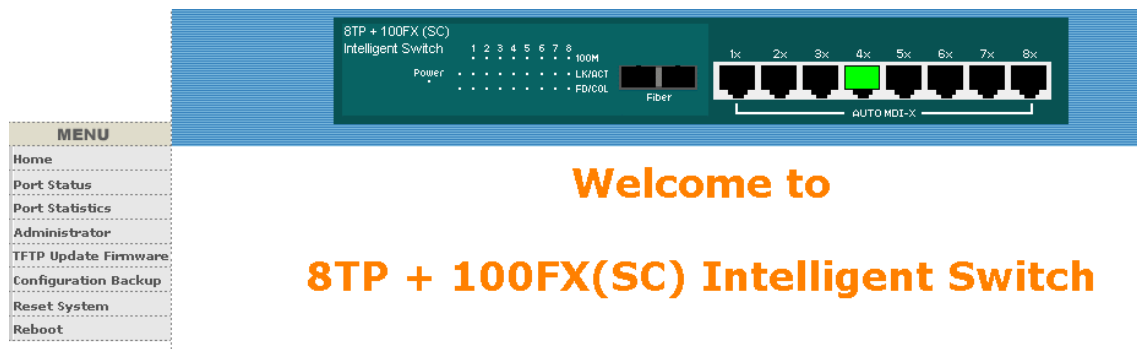 8TP + 100FX (SC)
Intelligent Switch
1 2 3 4 5 6 7 8
100M
Power
LK/ACT
FD/COL
Fiber
1x 2x 3x 4x 5x 6x 7x 8x
AUTO MDI-X
MENU
Home
Port Status
Port Statistics
Administrator
TFTP Update Firmware
Configuration Backup
Reset System
Reboot
Welcome to
8TP + 100FX(SC) Intelligent Switch